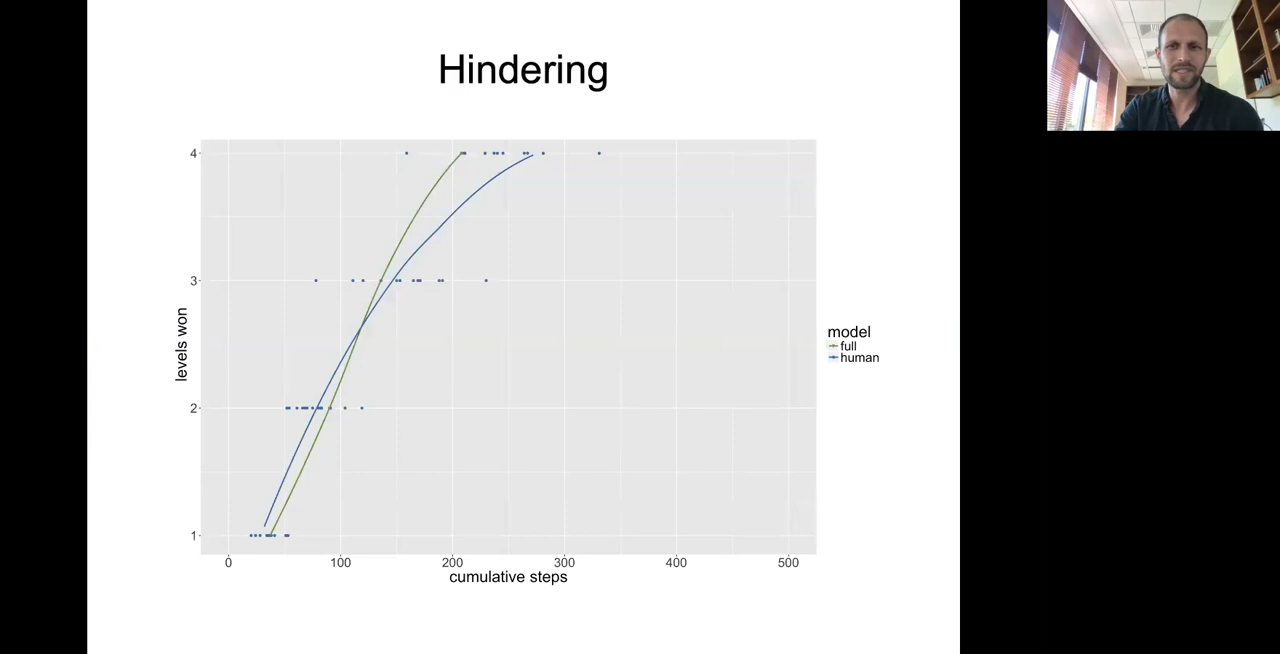 Hindering
4
3
2
1
levels won
0 100 200 300 400 500
cumulative steps
model
full
human